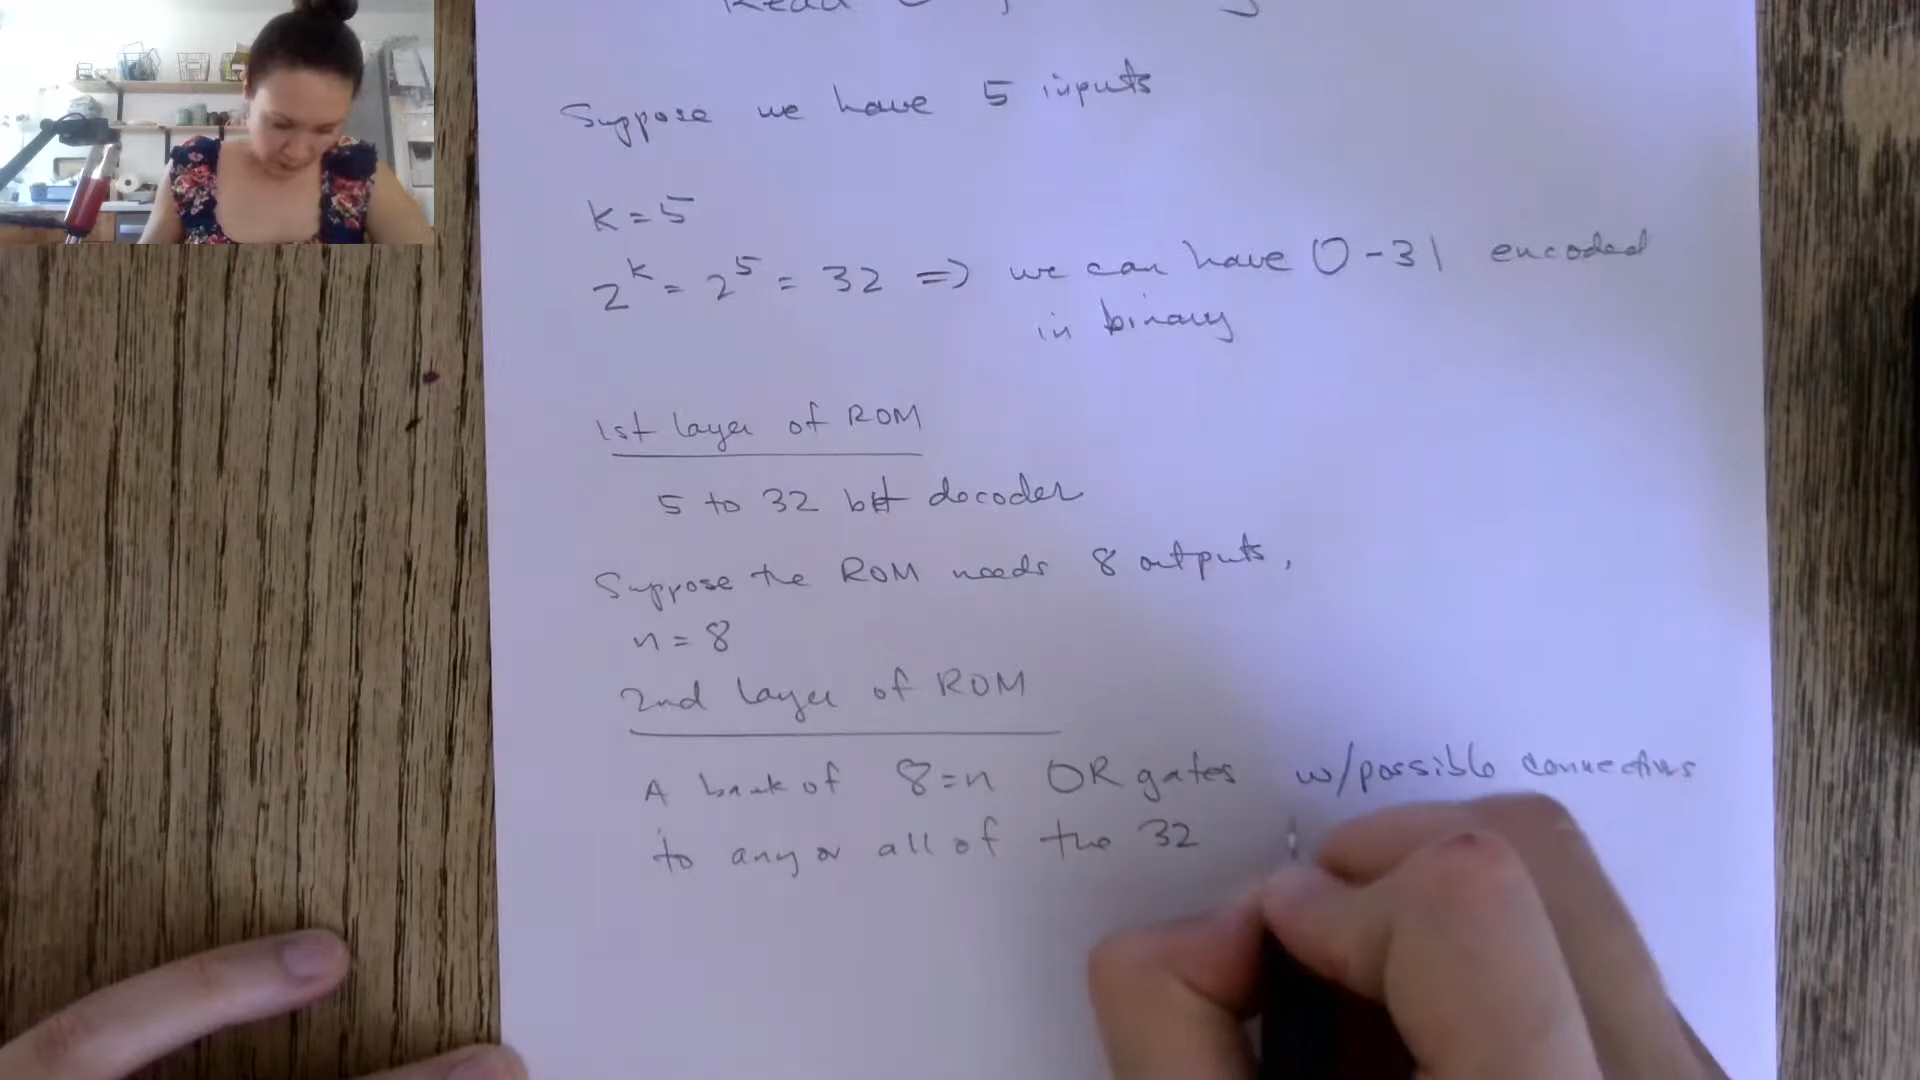 Read
Suppose we have 5 inputs
k = 5
2^k = 2^5 = 32 => we can have 0-31 encoded
in binary
1st layer of ROM
5 to 32 bit decoder
Suppose the ROM needs 8 outputs,
n = 8
2nd layer of ROM
A bank of 8=n OR gates w/possible connections
to any or all of the 32